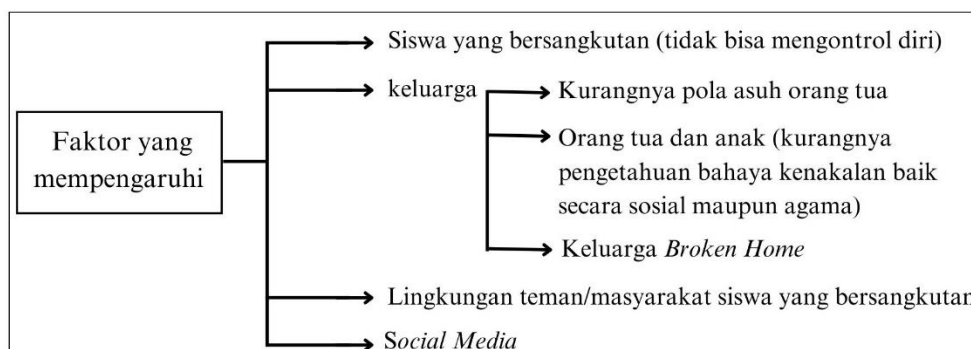 Siswa yang bersangkutan (tidak bisa mengontrol diri)
keluarga
Kurangnya pola asuh orang tua
Faktor yang
mempengaruhi
Orang tua dan anak (kurangnya
pengetahuan bahaya kenakalan baik
secara sosial maupun agama)
Keluarga Broken Home
Lingkungan teman/masyarakat siswa yang bersangkutan
Social Media